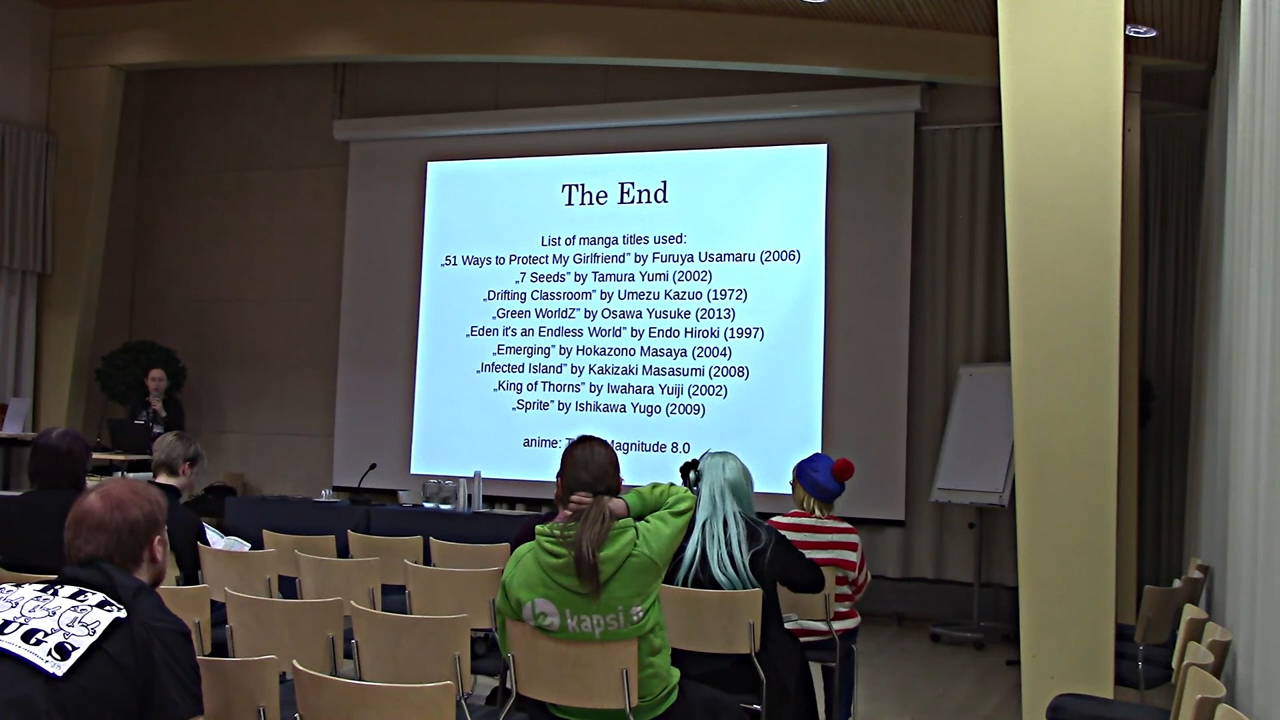 The End
List of manga titles used:
„51 Ways to Protect My Girlfriend” by Furuya Usamaru (2006)
„7 Seeds” by Tamura Yumi (2002)
„Drifting Classroom” by Umezu Kazuo (1972)
„Green WorldZ” by Osawa Yusuke (2013)
„Eden it's an Endless World” by Endo Hiroki (1997)
„Emerging” by Hokazono Masaya (2004)
„Infected Island” by Kakizaki Masasumi (2008)
„King of Thorns” by Iwahara Yuiji (2002)
„Sprite” by Ishikawa Yugo (2009)
anime: Magnitude 8.0
kapsi
FREE
UGS